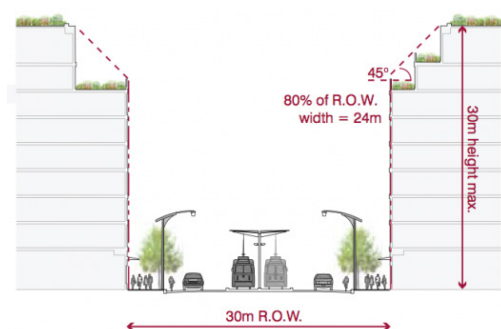 45°
80% of R.O.W.
width = 24m
30m height max.
30m R.O.W.